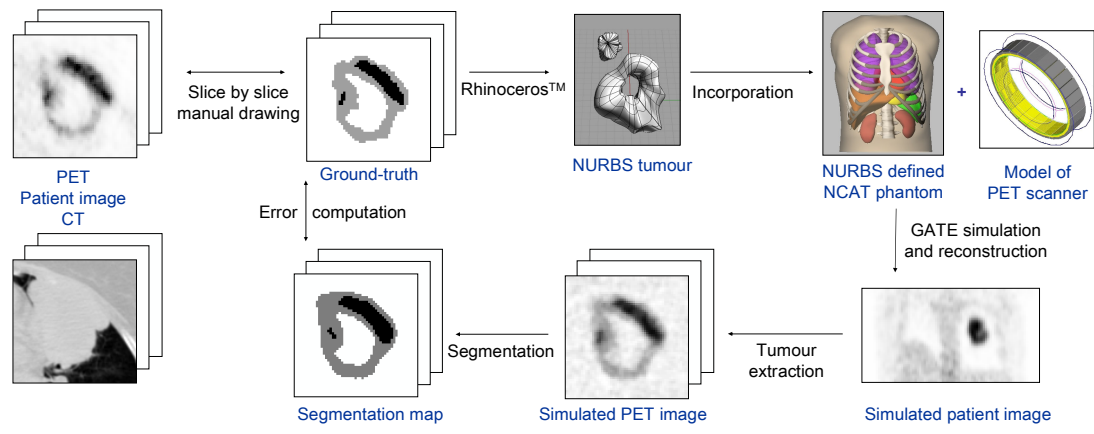 Slice by slice
manual drawing
Rhinoceros™
Incorporation
+
PET
Patient image
CT
Ground-truth
NURBS tumour
NURBS defined
NCAT phantom
Model of
PET scanner
Error computation
GATE simulation
and reconstruction
Segmentation
Tumour
extraction
Segmentation map
Simulated PET image
Simulated patient image